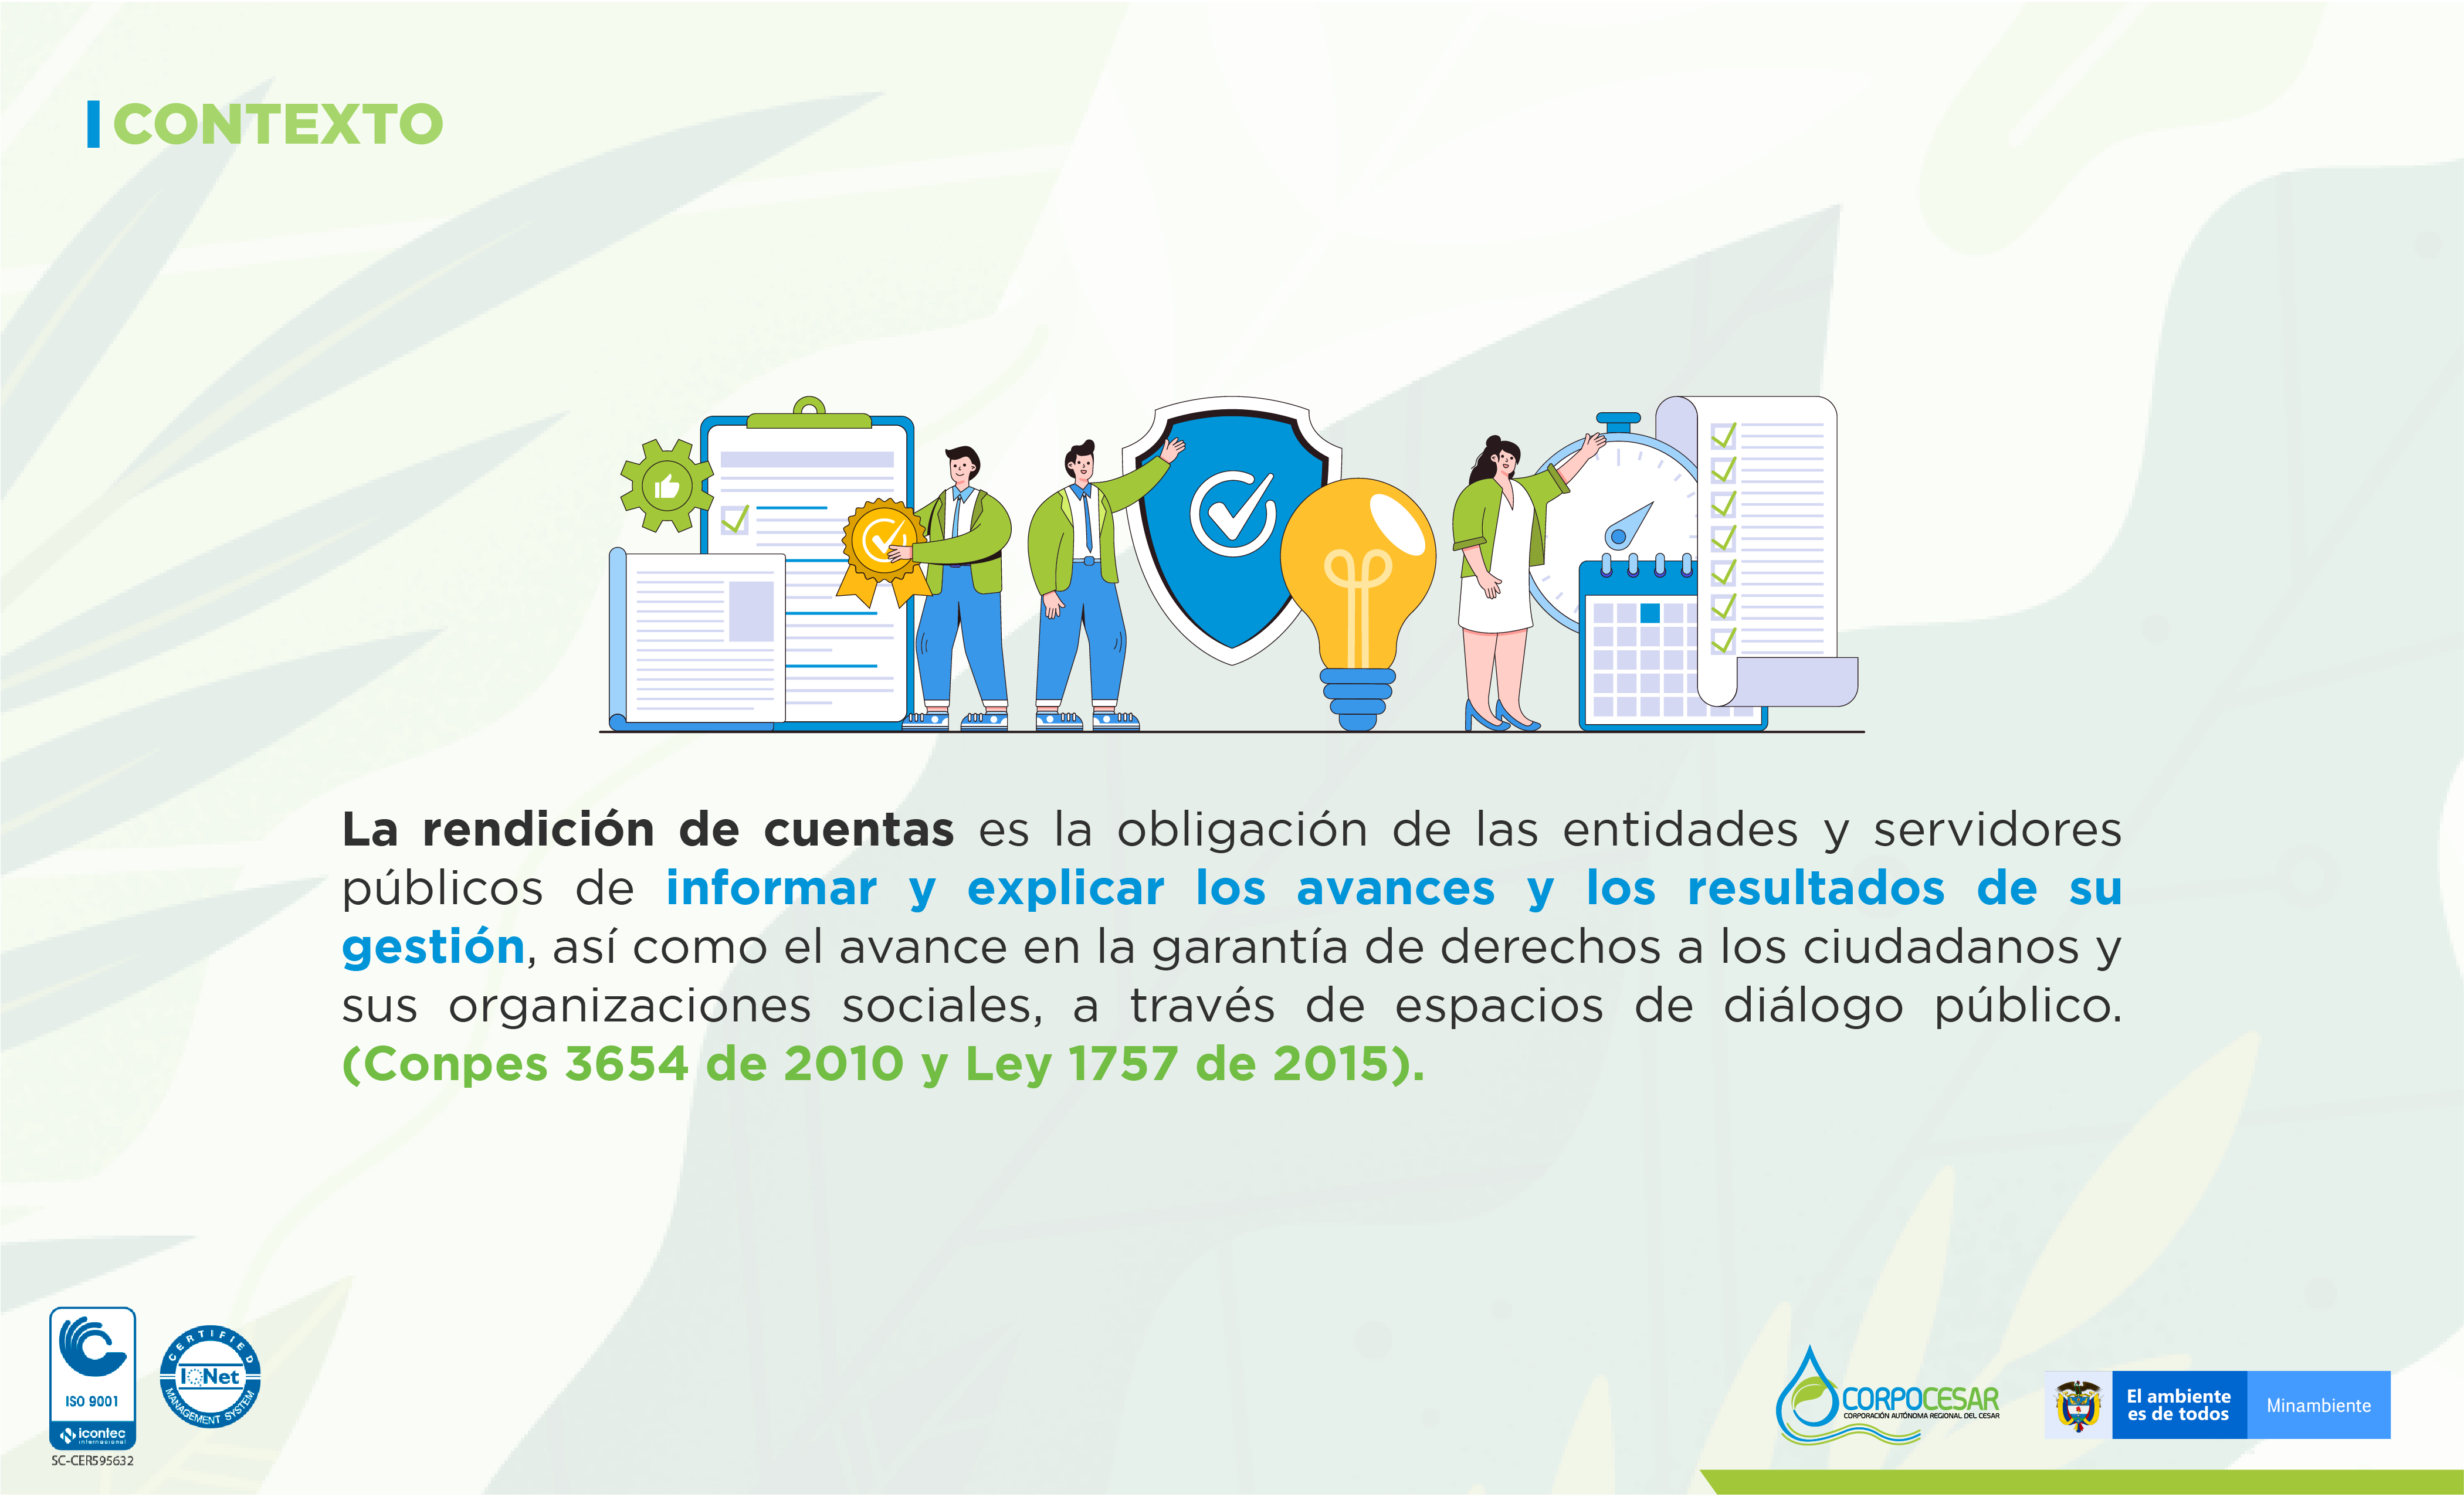 CONTEXTO
La rendición de cuentas es la obligación de las entidades y servidores
públicos de informar y explicar los avances y los resultados de su
gestión, así como el avance en la garantía de derechos a los ciudadanos y
sus organizaciones sociales, a través de espacios de diálogo público.
(Conpes 3654 de 2010 y Ley 1757 de 2015).
ISO 9001
icontec
internacional
SC-CER595632
CERTIFIED
IQNet
MANAGEMENT SYSTEM
CORPOCESAR
CORPORACIÓN AUTÓNOMA REGIONAL DEL CESAR
El ambiente
es de todos
Minambiente